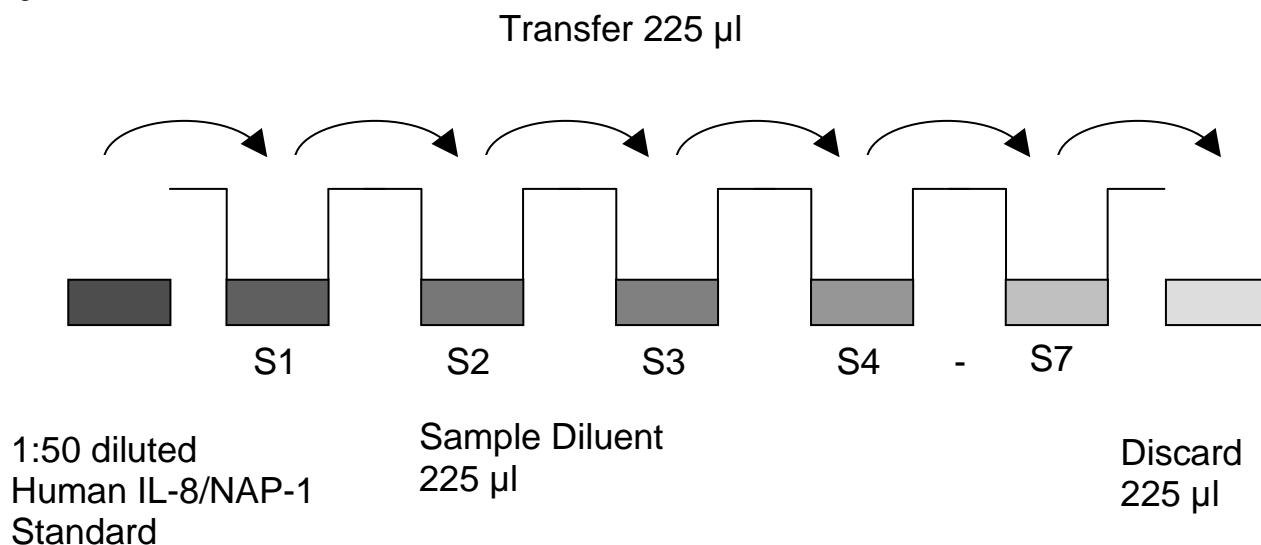 Transfer 225 µl
S1 S2 S3 S4 - S7
1:50 diluted
Human IL-8/NAP-1
Standard
Sample Diluent
225 µl
Discard
225 µl